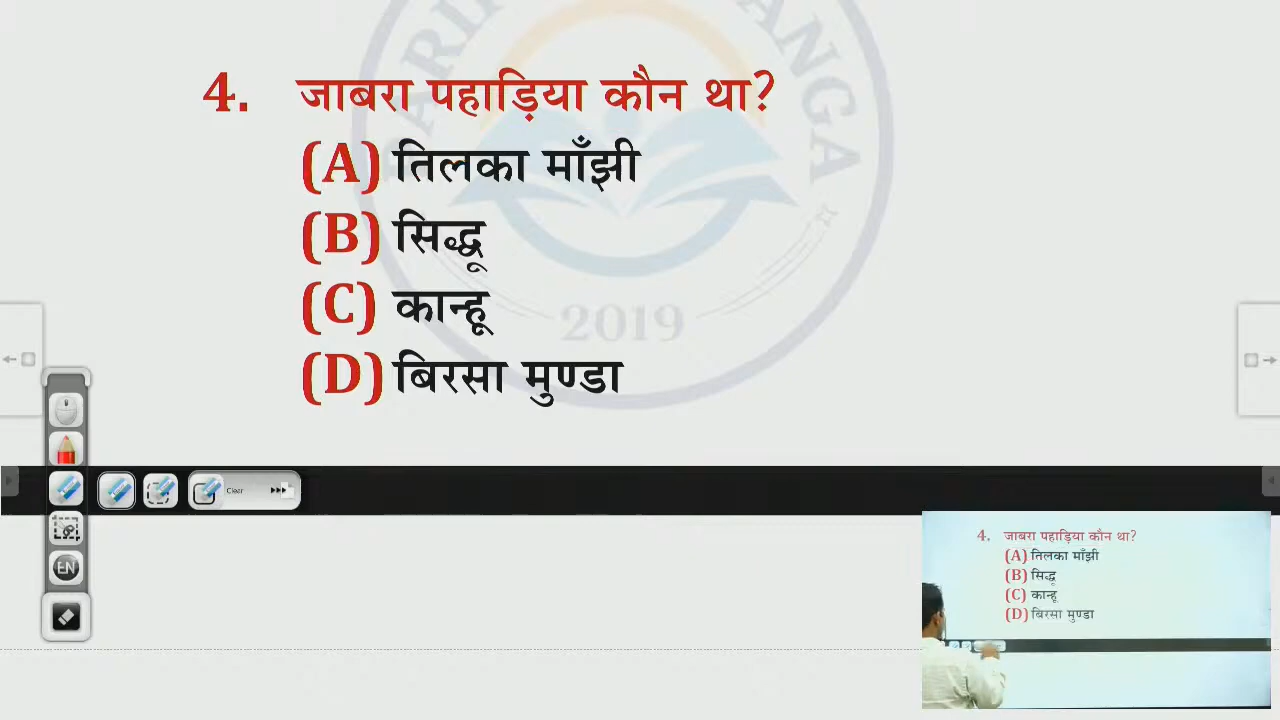 4. जाबरा पहाड़िया कौन था?
(A) तिलका माँझी
(B) सिद्धू
(C) कान्हू
(D) बिरसा मुण्डा
2019
Clear
EN
4. जाबरा पहाड़िया कौन था?
(A) तिलका माँझी
(B) सिद्धू
(C) कान्हू
(D) बिरसा मुण्डा